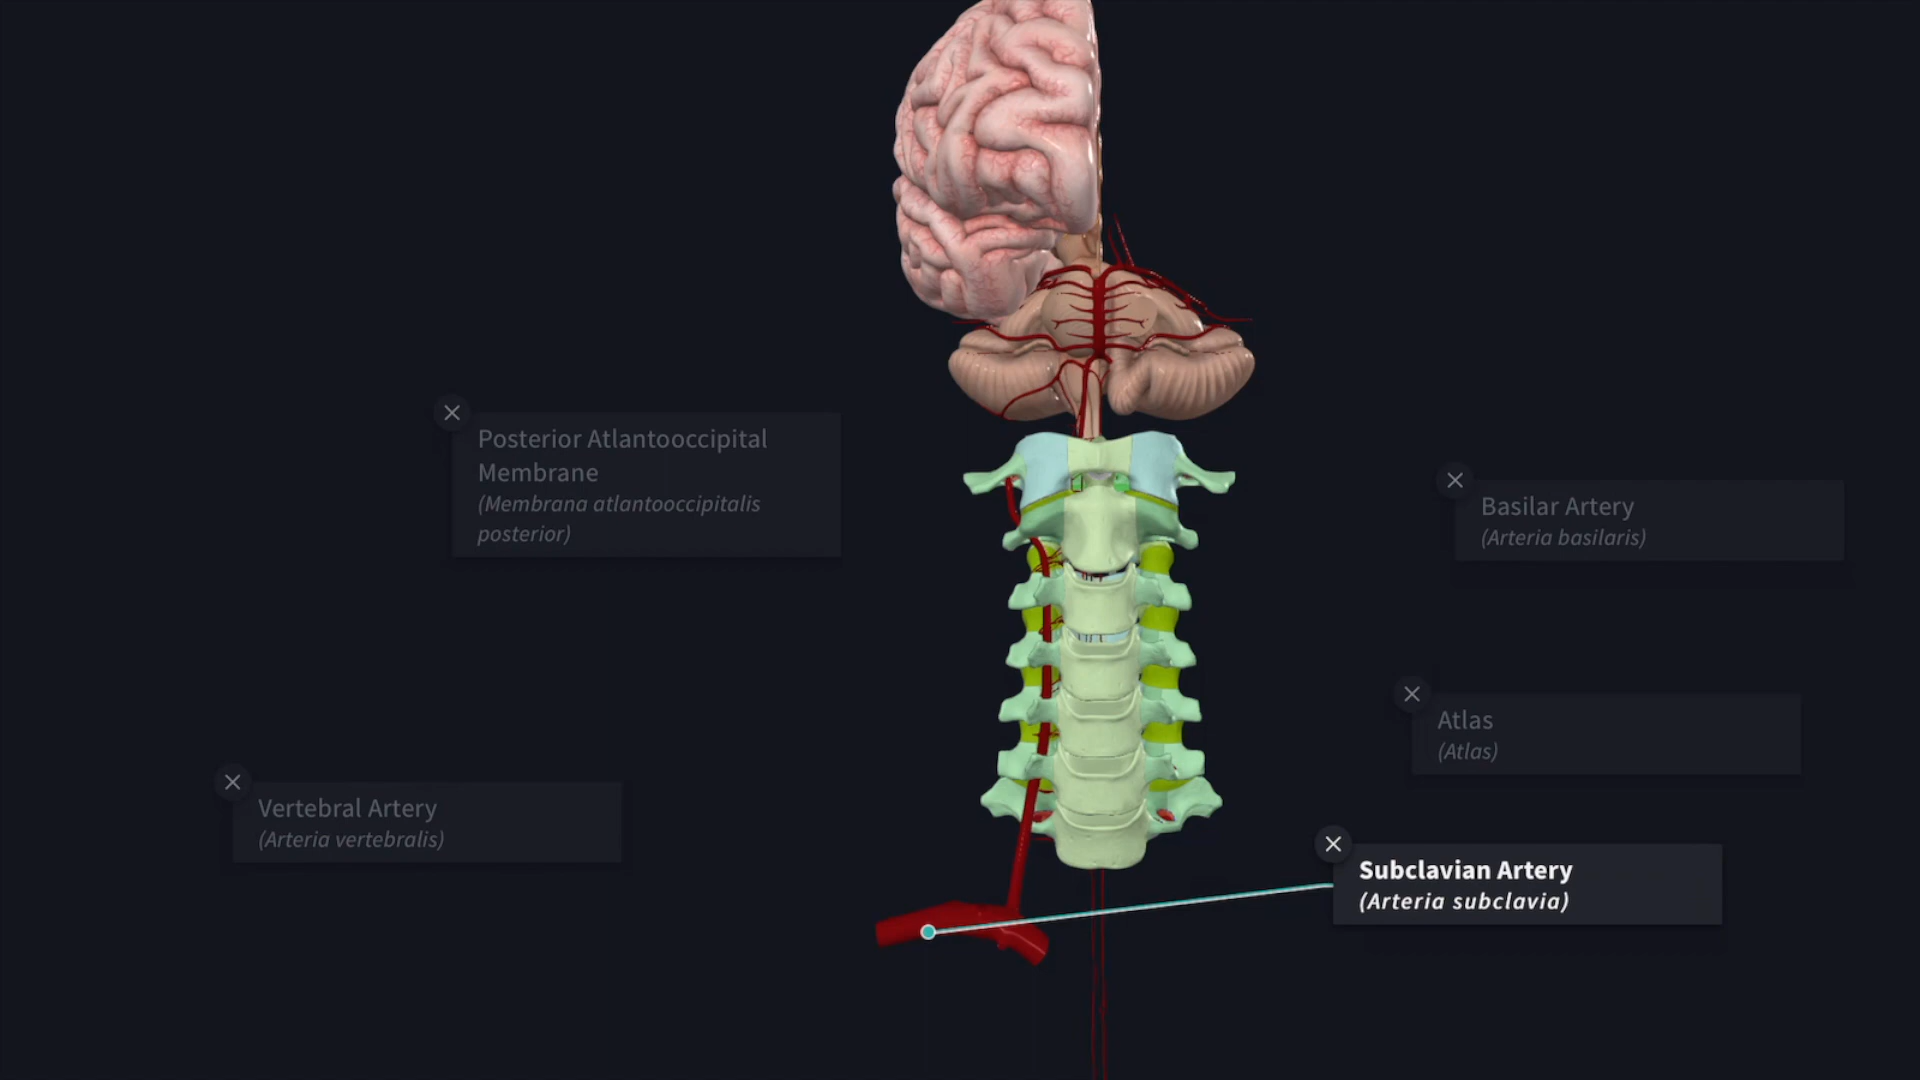 Posterior Atlantooccipital
Membrane
(Membrana atlantooccipitalis
posterior)
Basilar Artery
(Arteria basilaris)
Atlas
(Atlas)
Vertebral Artery
(Arteria vertebralis)
Subclavian Artery
(Arteria subclavia)